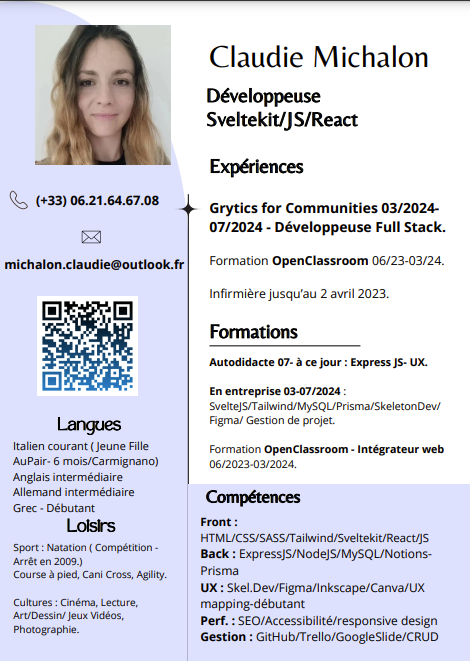 Claudie Michalon
Développeuse
Sveltekit/JS/React
(+33) 06.21.64.67.08
michalon.claudie@outlook.fr
Langues
Italien courant ( Jeune Fille
AuPair- 6 mois/Carmignano)
Anglais intermédiaire
Allemand intermédiaire
Grec - Débutant
Loisirs
Sport : Natation ( Compétition -
Arrêt en 2009.)
Course à pied, Cani Cross, Agility.
Cultures : Cinéma, Lecture,
Art/Dessin/ Jeux Vidéos,
Photographie.
Expériences
Grytics for Communities 03/2024-
07/2024 - Développeuse Full Stack.
Formation OpenClassroom 06/23-03/24.
Infirmière jusqu’au 2 avril 2023.
Formations
Autodidacte 07- à ce jour : Express JS- UX.
En entreprise 03-07/2024 :
SvelteJS/Tailwind/MySQL/Prisma/SkeletonDev/
Figma/ Gestion de projet.
Formation OpenClassroom - Intégrateur web
06/2023-03/2024.
Compétences
Front :
HTML/CSS/SASS/Tailwind/Sveltekit/React/JS
Back : ExpressJS/NodeJS/MySQL/Notions-
Prisma
UX : Skel.Dev/Figma/Inkscape/Canva/UX
mapping-débutant
Perf. : SEO/Accessibilité/responsive design
Gestion : GitHub/Trello/GoogleSlide/CRUD